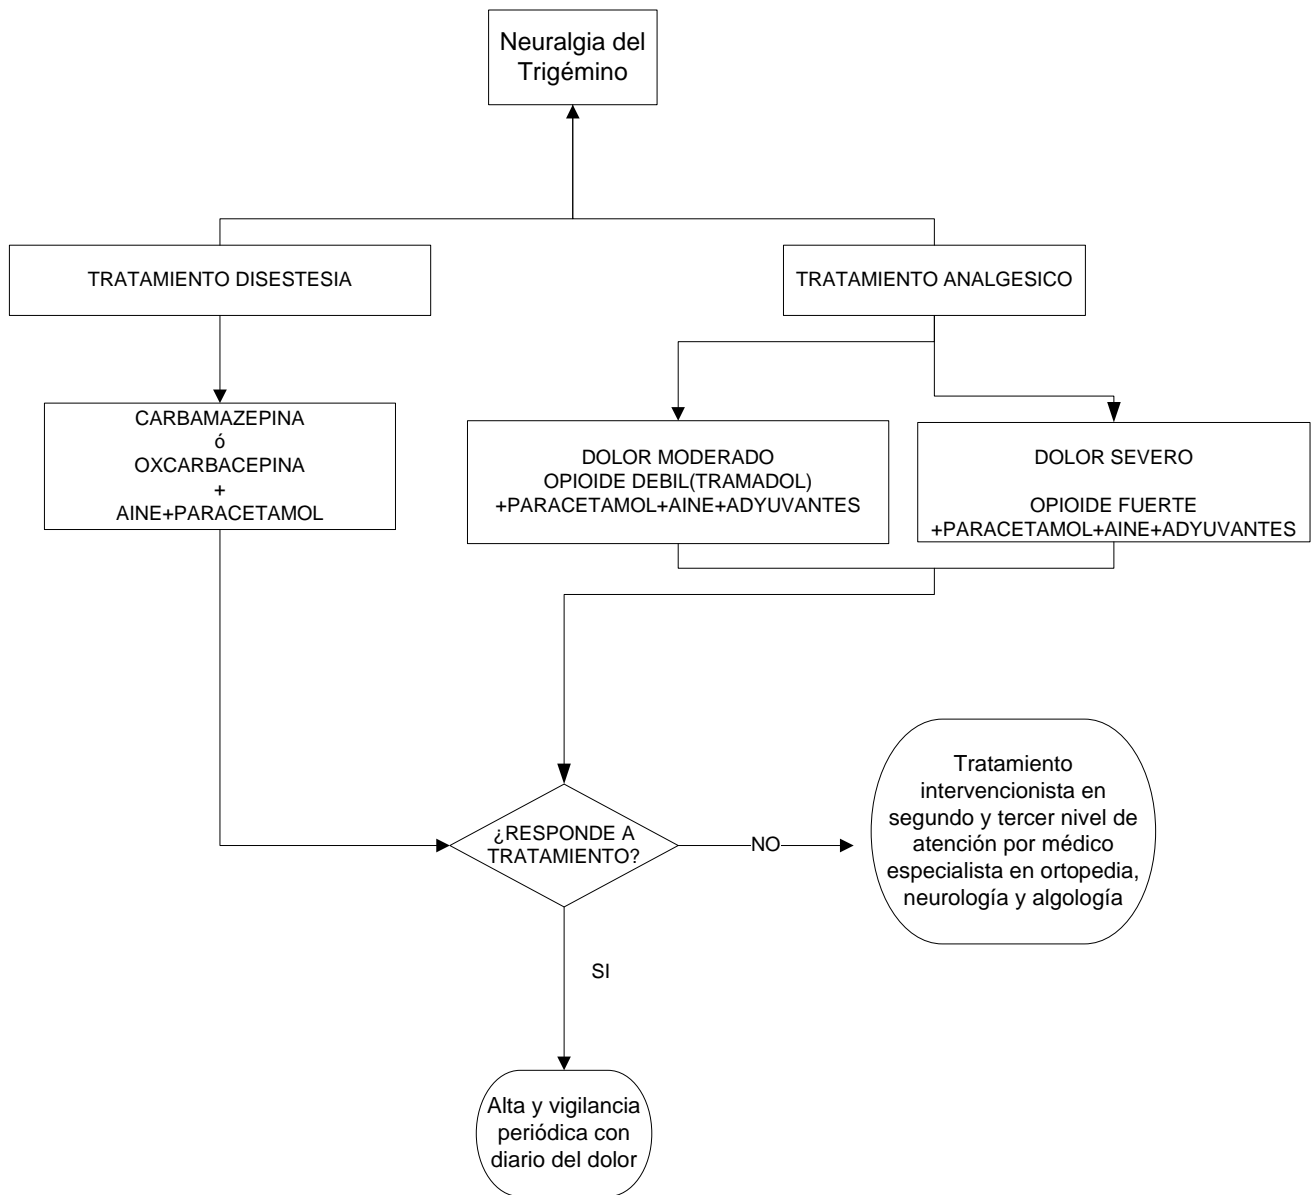 Neuralgia del
Trigémino
TRATAMIENTO DISESTESIA
TRATAMIENTO ANALGESICO
CARBAMAZEPINA
ó
OXCARBACEPINA
+
AINE+PARACETAMOL
DOLOR MODERADO
OPIOIDE DEBIL(TRAMADOL)
+PARACETAMOL+AINE+ADYUVANTES
DOLOR SEVERO
OPIOIDE FUERTE
+PARACETAMOL+AINE+ADYUVANTES
¿RESPONDE A
TRATAMIENTO?
NO
Tratamiento
intervencionista en
segundo y tercer nivel de
atención por médico
especialista en ortopedia,
neurología y algología
SI
Alta y vigilancia
periódica con
diario del dolor